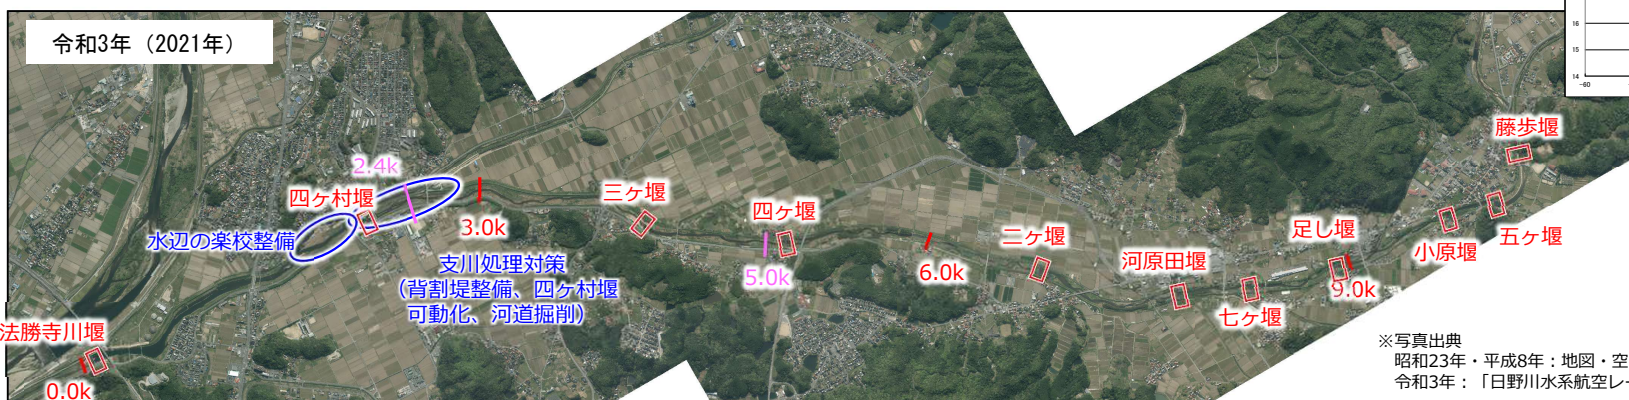 令和3年（2021年）
16
15
14
-60
藤歩堰
2.4k
四ヶ村堰
三ヶ堰
四ヶ堰
3.0k
水辺の楽校整備
支川処理対策
（背割堤整備、四ヶ村堰
可動化、河道掘削）
5.0k
6.0k
二ヶ堰
河原田堰
七ヶ堰
足し堰
9.0k
小原堰
五ヶ堰
法勝寺川堰
0.0k
※写真出典
昭和23年・平成8年：地図・空
令和3年：「日野川水系航空レー